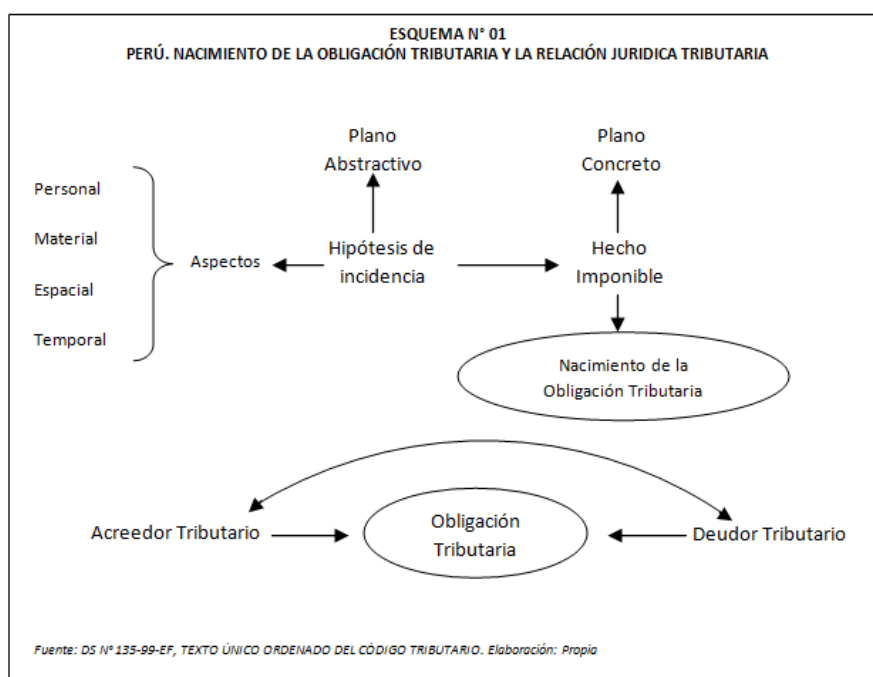 ESQUEMA N° 01
PERÚ. NACIMIENTO DE LA OBLIGACIÓN TRIBUTARIA Y LA RELACIÓN JURIDICA TRIBUTARIA
Plano
Abstractivo
Plano
Concreto
Personal
Material
Espacial
Temporal
Aspectos
Hipótesis de
incidencia
Hecho
Imponible
Nacimiento de la
Obligación Tributaria
Acreedor Tributario
Obligación
Tributaria
Deudor Tributario
Fuente: DS N° 135-99-EF, TEXTO ÚNICO ORDENADO DEL CÓDIGO TRIBUTARIO. Elaboración: Propia